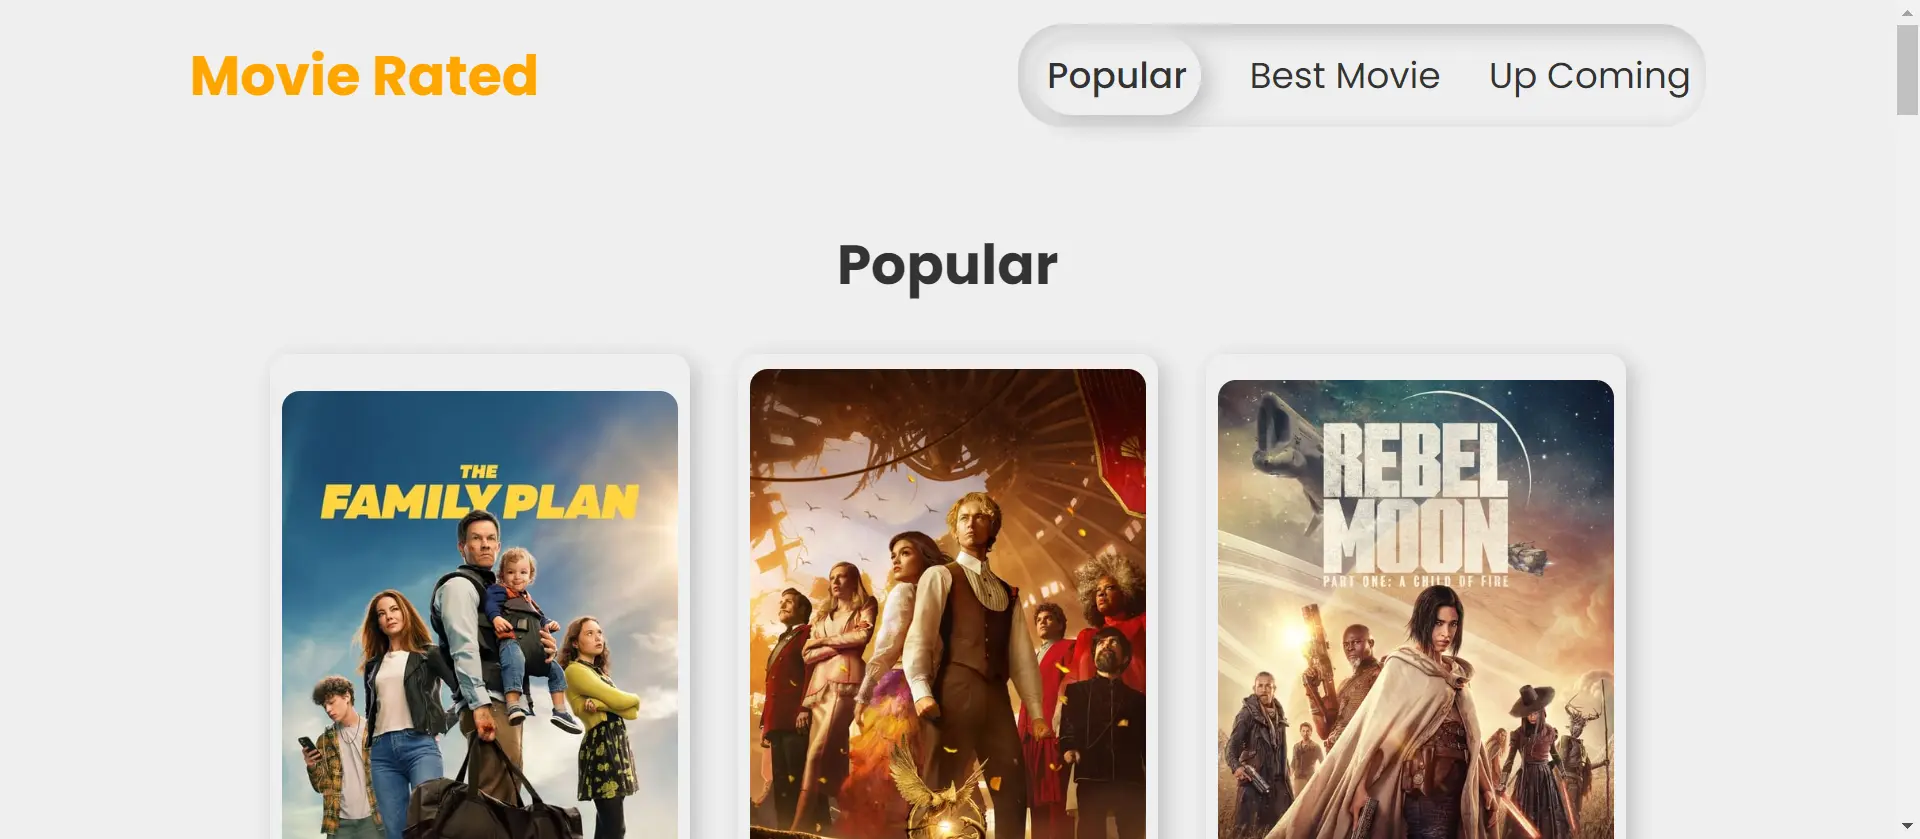 Movie Rated
Popular
Best Movie
Up Coming
Popular
THE
FAMILY PLAN
REBEL
MOON
PART ONE: A CHILD OF FIRE